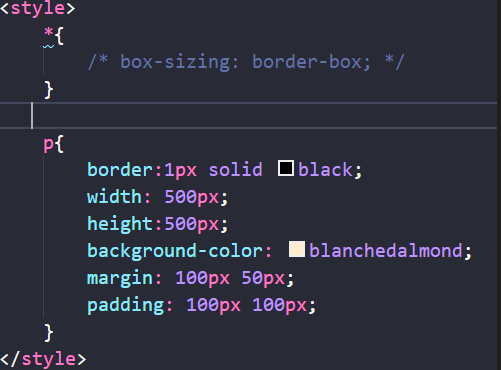 <style>
*{
/* box-sizing: border-box; */
}
p{
border:1px solid black;
width: 500px;
height:500px;
background-color: blanchedalmond;
margin: 100px 50px;
padding: 100px 100px;
}
</style>